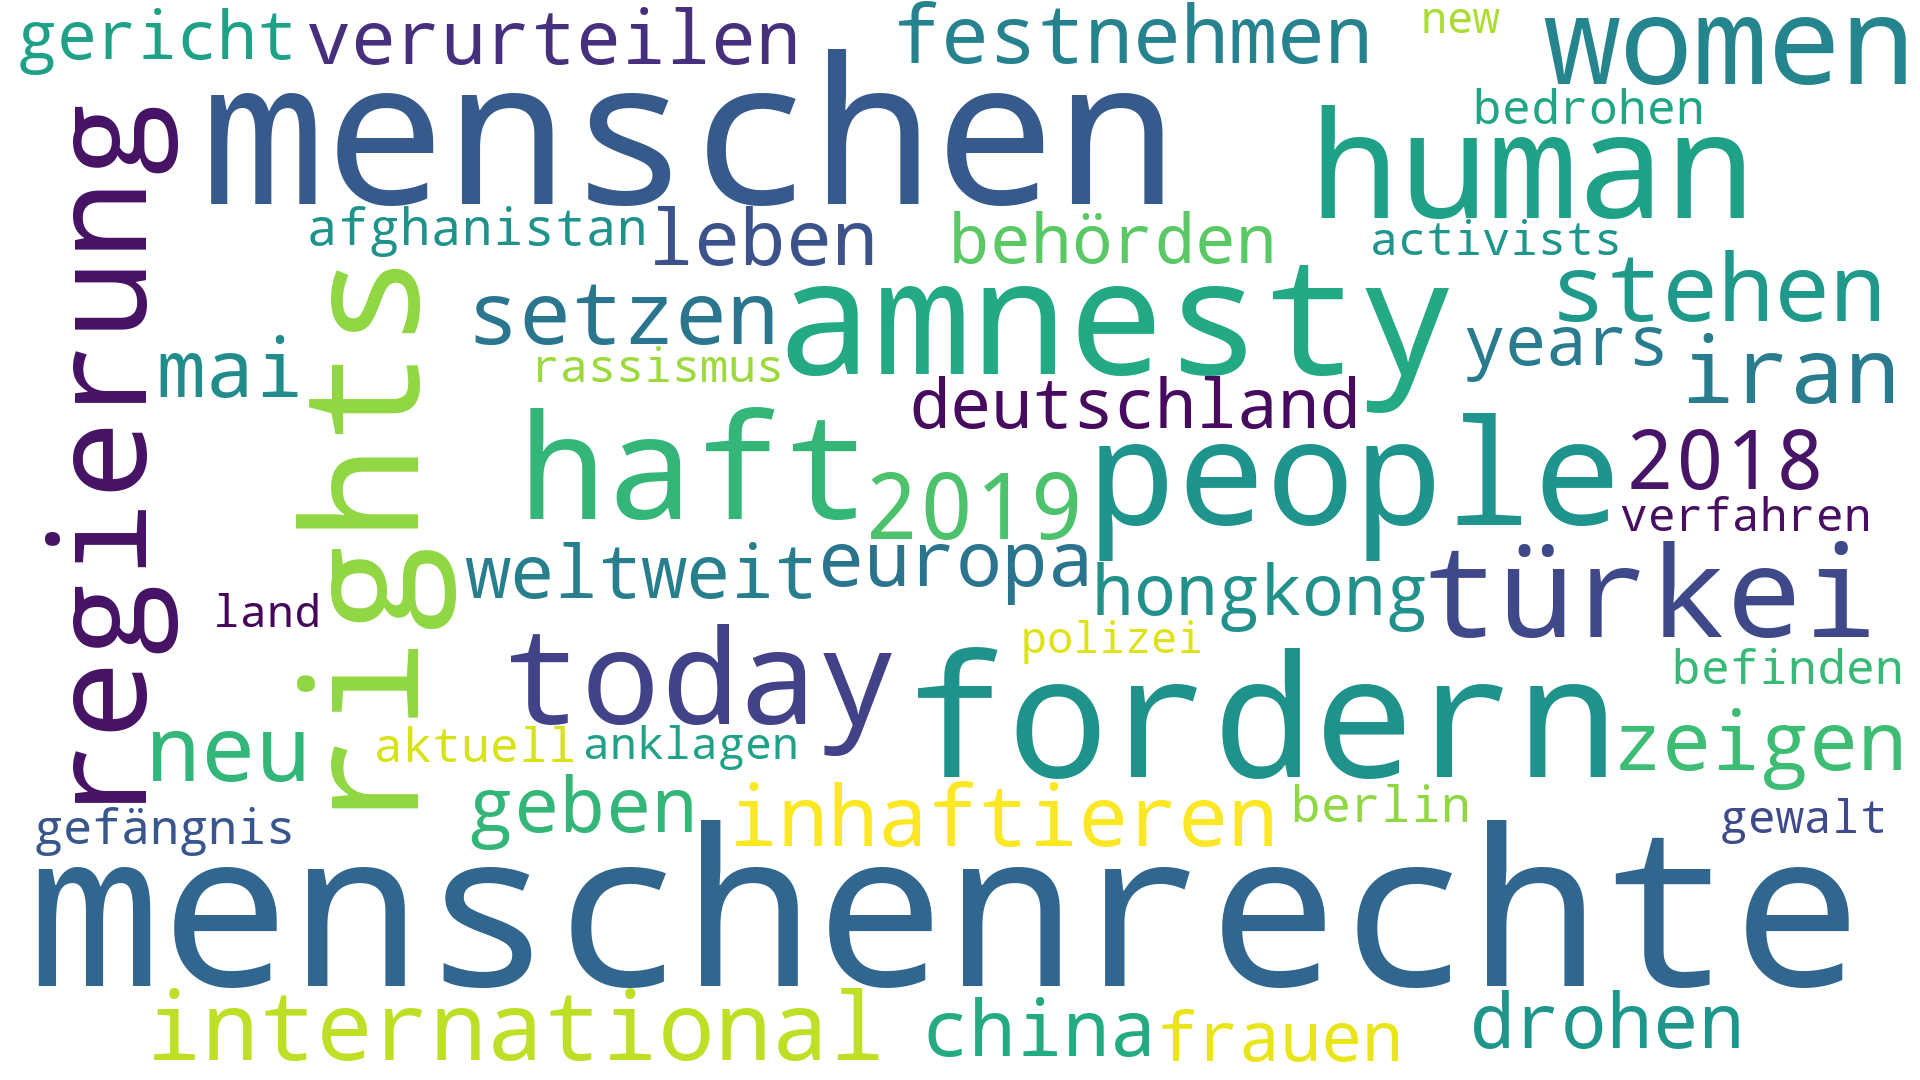 gericht
verurteilen
festnehmen
new
women
menschen
bedrohen
human
regierung
afghanistan
leben
behörden
activists
rights
setzen
amnesty
stehen
mai
rassismus
years
iran
deutschland
haft
2019
people
2018
verfahren
weltweit
europa
hongkong
türkei
land
today
polizei
fordern
befinden
neu
aktuell
anklagen
zeigen
gefängnis
geben
inhaftieren
berlin
gewalt
menschenrechte
international
china
frauen
drohen